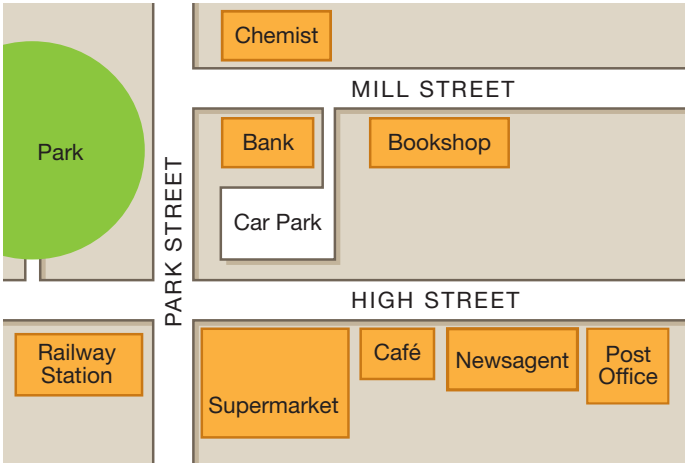 Chemist
MILL STREET
Park
Bank
Bookshop
Car Park
PARK STREET
HIGH STREET
Railway
Station
Supermarket
Café
Newsagent
Post
Office